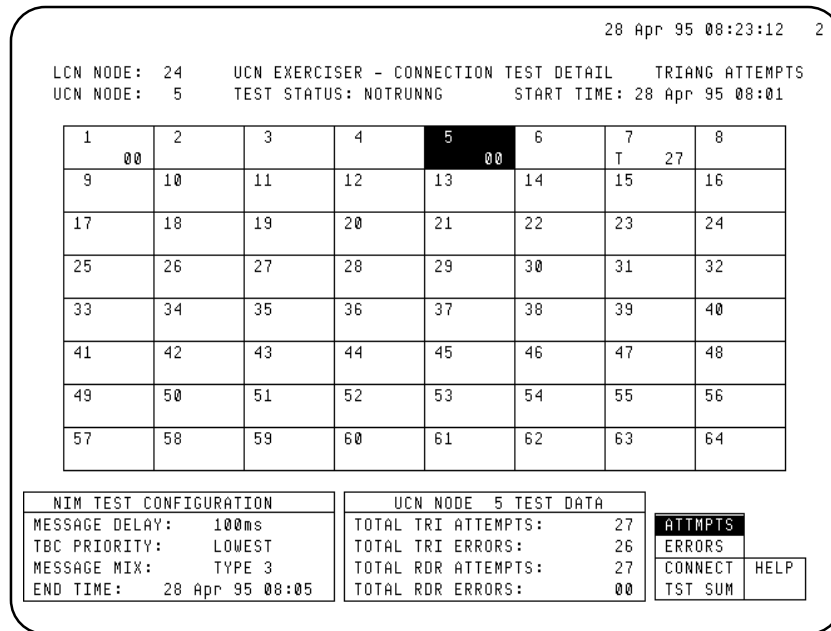 28 Apr 95 08:23:12 2
LCN NODE: 24 UCN EXERCISER - CONNECTION TEST DETAIL TRIANG ATTEMPTS
UCN NODE: 5 TEST STATUS: NOTRUNNG START TIME: 28 Apr 95 08:01
1 2 3 4 5 6 7 8
00 00 T 27
9 10 11 12 13 14 15 16
17 18 19 20 21 22 23 24
25 26 27 28 29 30 31 32
33 34 35 36 37 38 39 40
41 42 43 44 45 46 47 48
49 50 51 52 53 54 55 56
57 58 59 60 61 62 63 64
NIM TEST CONFIGURATION
MESSAGE DELAY: 100ms
TBC PRIORITY: LOWEST
MESSAGE MIX: TYPE 3
END TIME: 28 Apr 95 08:05
UCN NODE 5 TEST DATA
TOTAL TRI ATTEMPTS: 27
TOTAL TRI ERRORS: 26
TOTAL RDR ATTEMPTS: 27
TOTAL RDR ERRORS: 00
ATTMPTS
ERRORS
CONNECT HELP
TST SUM